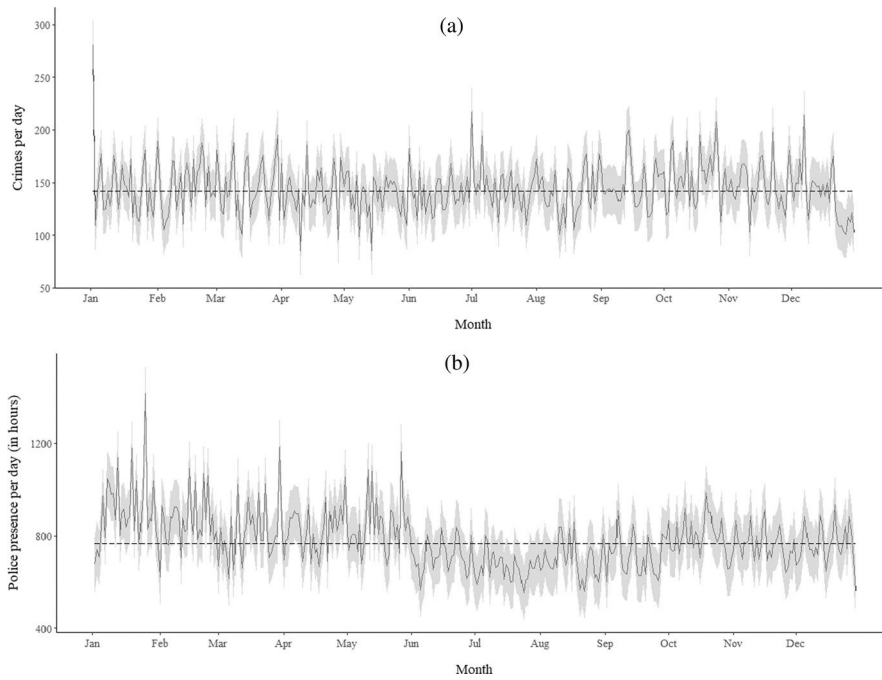 (a)
300
250
200
150
100
50
Crimes per day
Jan Feb Mar Apr May Jun Jul Aug Sep Oct Nov Dec
Month
(b)
1200
800
400
Police presence per day (in hours)
Jan Feb Mar Apr May Jun Jul Aug Sep Oct Nov Dec
Month